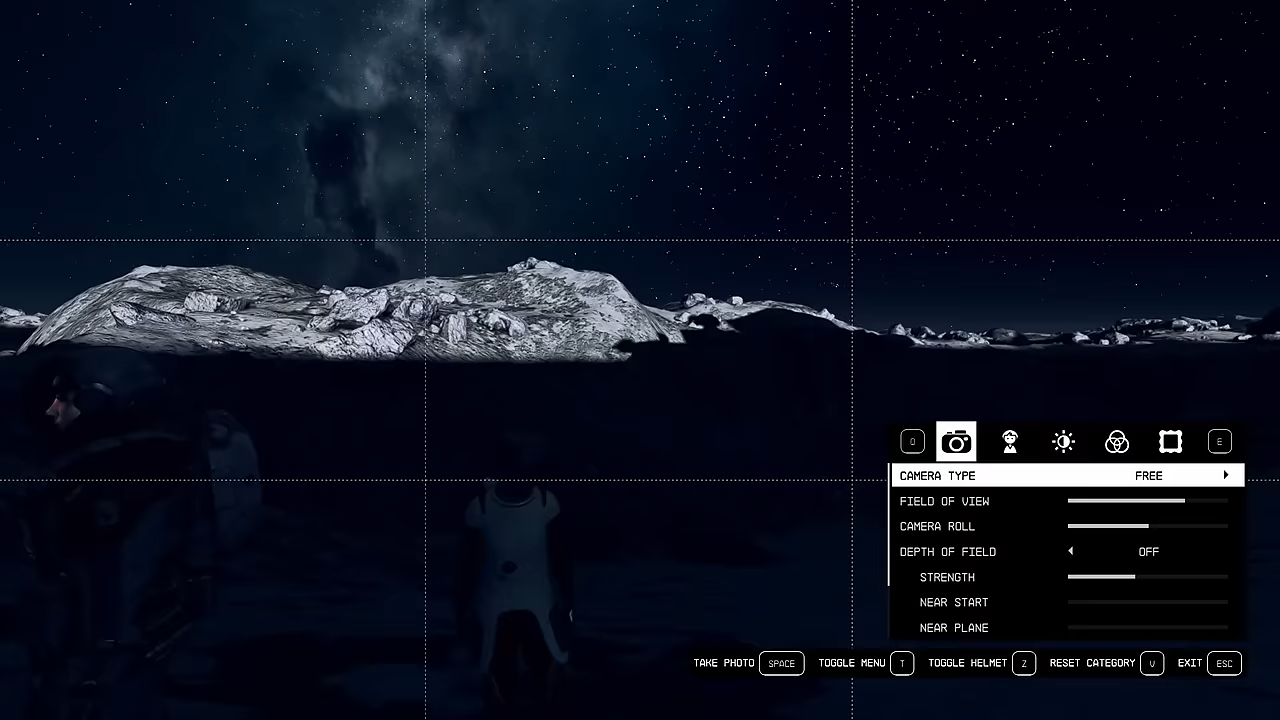 Q E
CAMERA TYPE FREE
FIELD OF VIEW
CAMERA ROLL
DEPTH OF FIELD OFF
STRENGTH
NEAR START
NEAR PLANE
TAKE PHOTO SPACE TOGGLE MENU T TOGGLE HELMET Z RESET CATEGORY V EXIT ESC